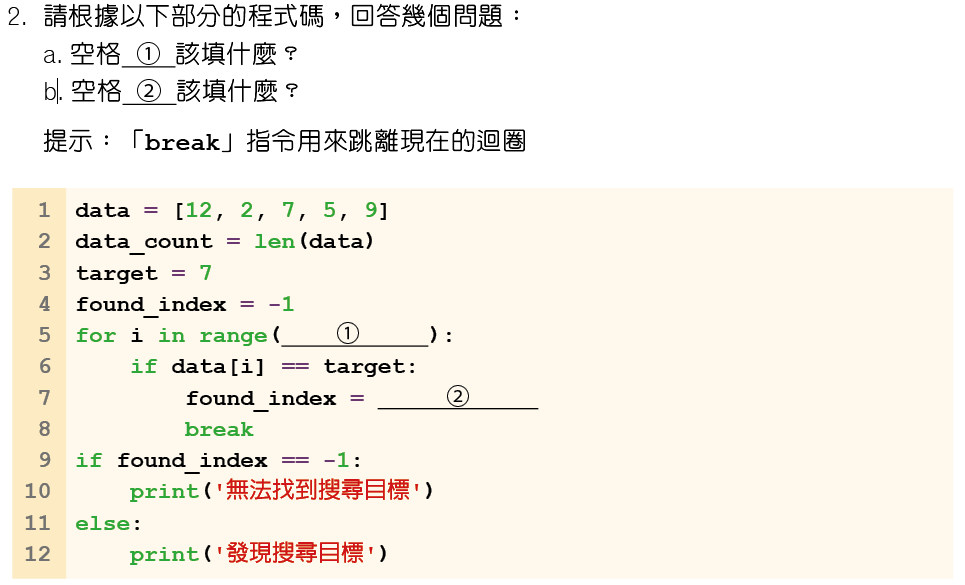 2. 請根據以下部分的程式碼，回答幾個問題：
a. 空格 ① 該填什麼？
b. 空格 ② 該填什麼？
提示：「break」指令用來跳離現在的迴圈
1 data = [12, 2, 7, 5, 9]
2 data_count = len(data)
3 target = 7
4 found_index = -1
5 for i in range(____①____):
6     if data[i] == target:
7         found_index = ____②____
8         break
9 if found_index == -1:
10     print('無法找到搜尋目標')
11 else:
12     print('發現搜尋目標')